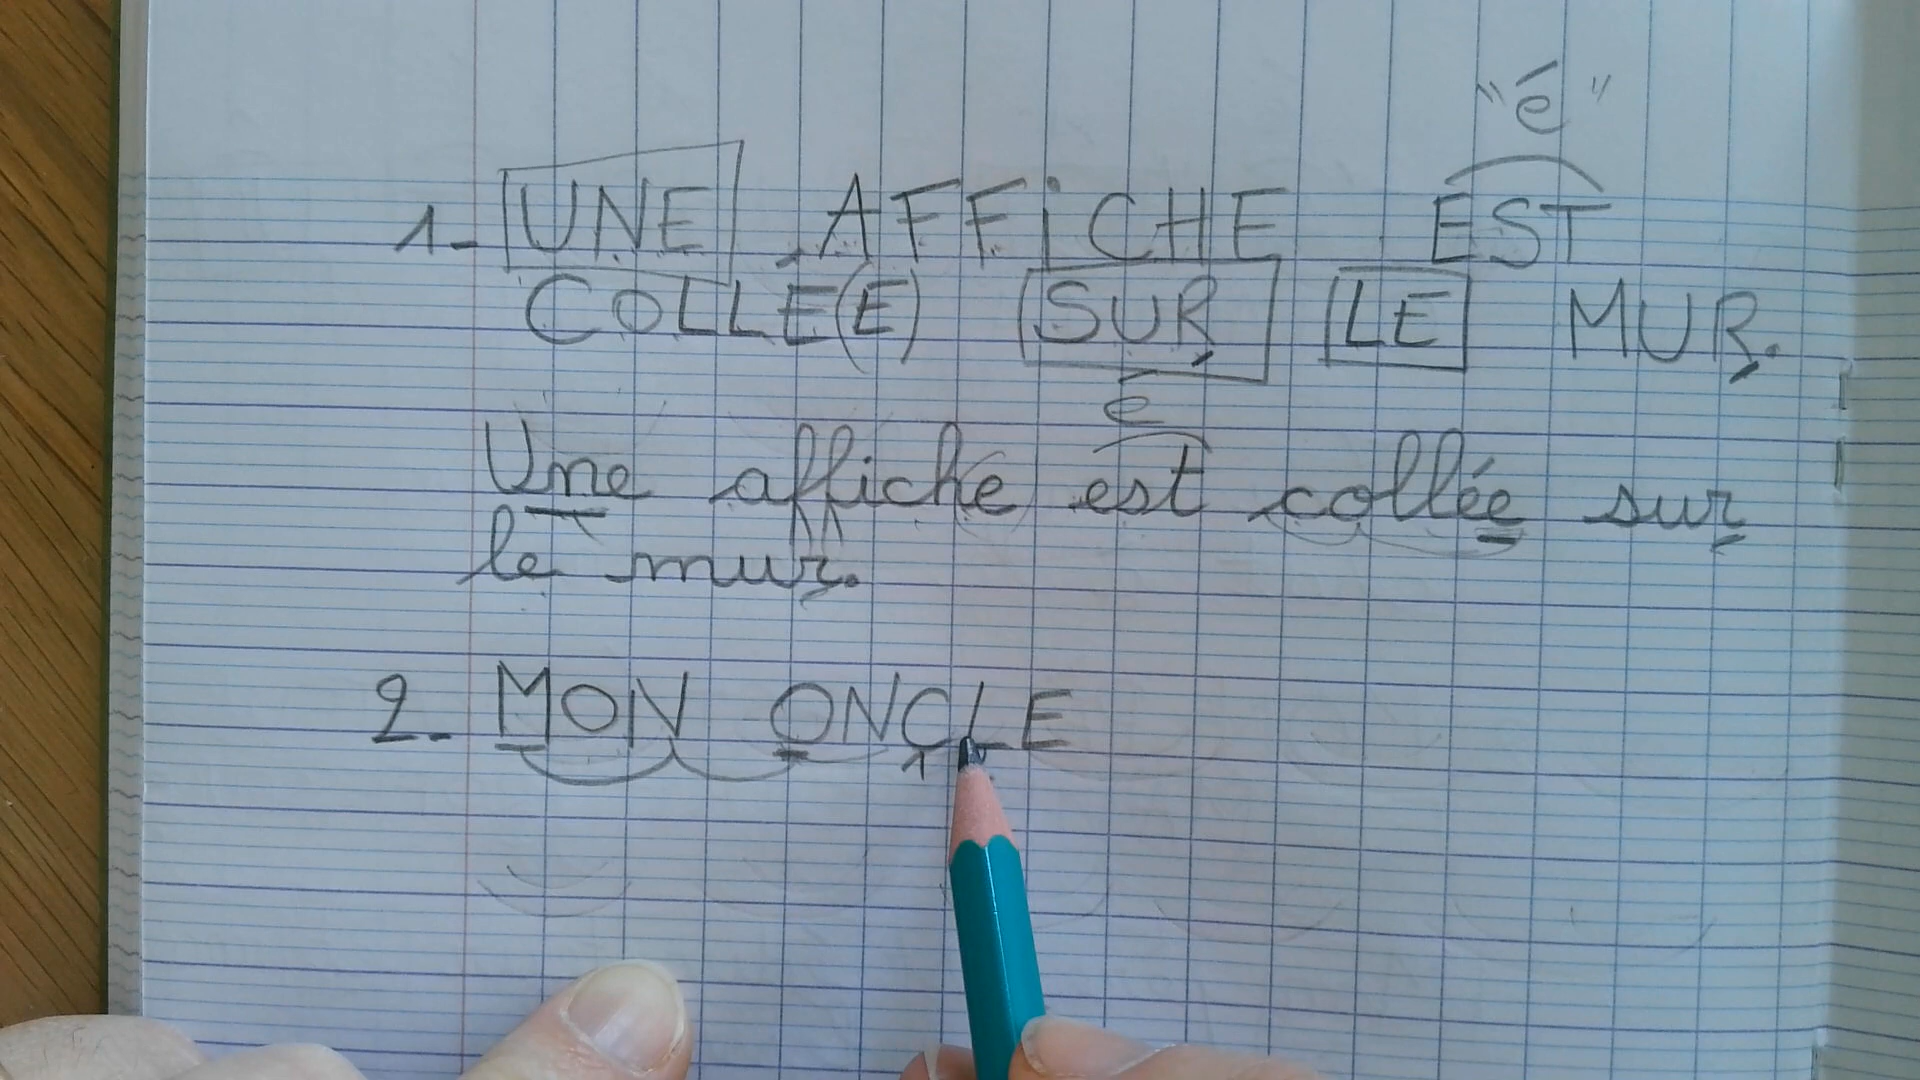 "é"
1- UNE AFFiCHE EST
COLLÉ(E) SUR LE MUR.
é
Une affiche est collée sur
le mur.
2- MON ONCLE